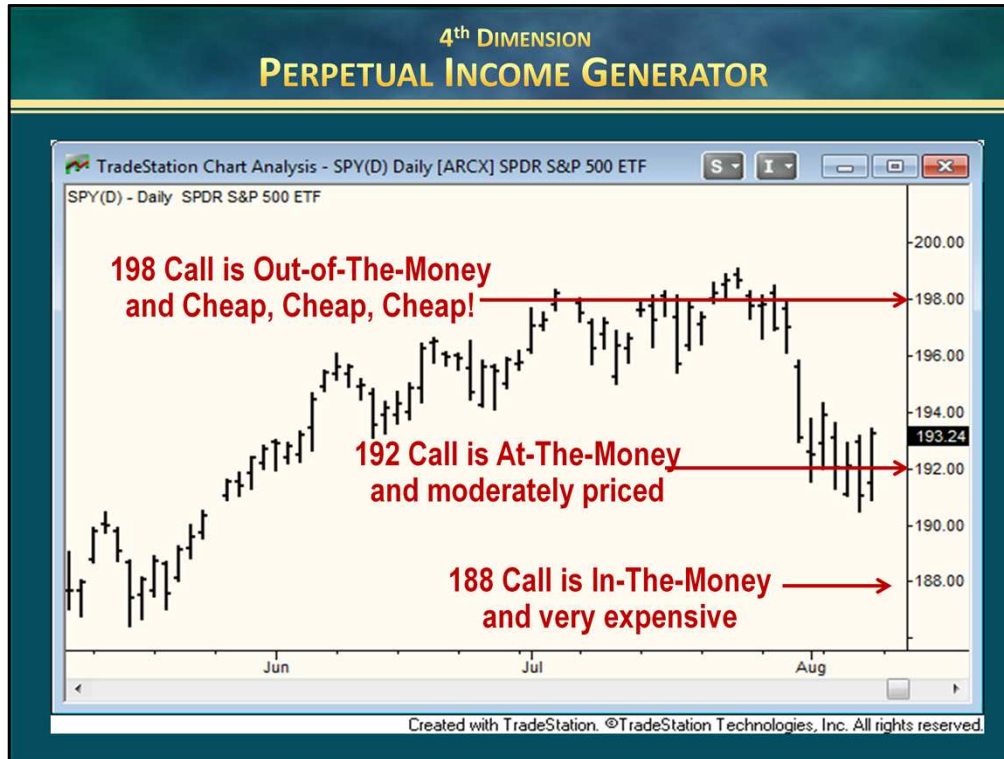 4th DIMENSION
PERPETUAL INCOME GENERATOR
TradeStation Chart Analysis - SPY(D) Daily [ARCX] SPDR S&P 500 ETF
S
I
SPY(D) - Daily SPDR S&P 500 ETF
200.00
198 Call is Out-of-The-Money
and Cheap, Cheap, Cheap!
198.00
196.00
194.00
193.24
192 Call is At-The-Money
and moderately priced
192.00
190.00
188 Call is In-The-Money
and very expensive
188.00
Jun
Jul
Aug
Created with TradeStation. ©TradeStation Technologies, Inc. All rights reserved.